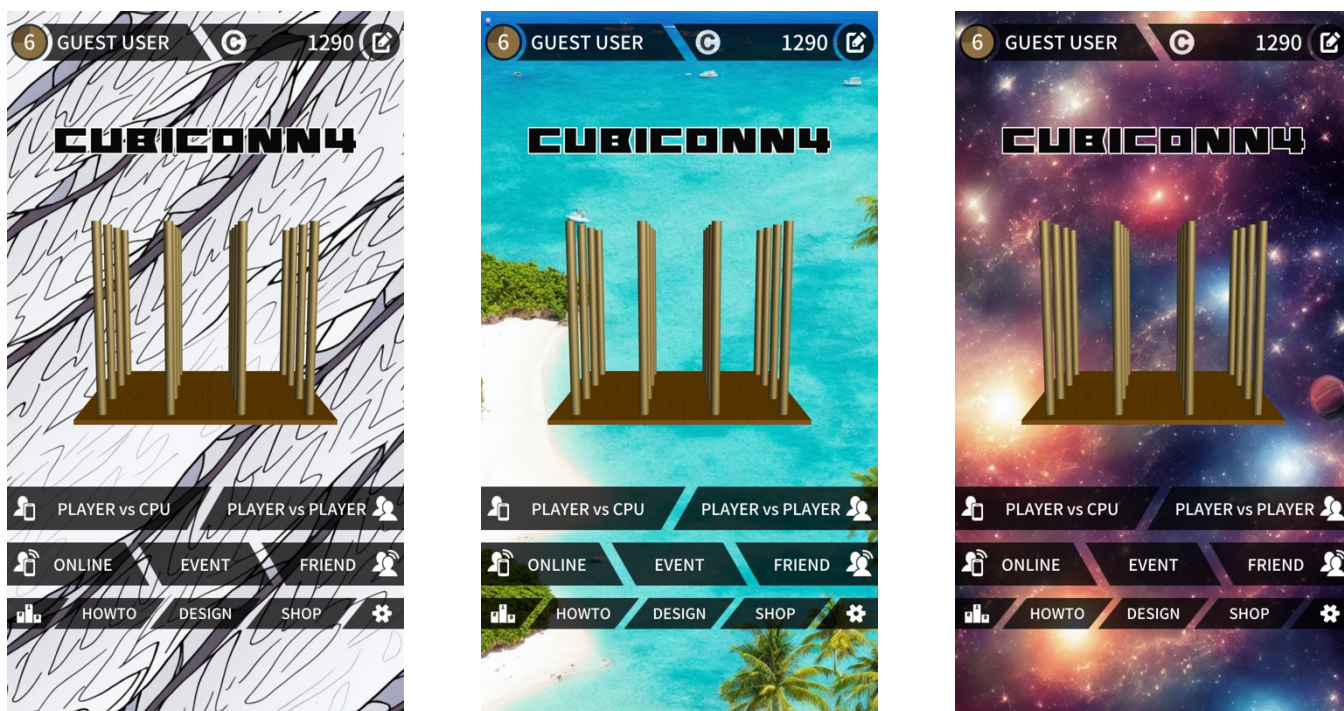 6 GUEST USER C 1290
CUBICONN4
PLAYER vs CPU PLAYER vs PLAYER
ONLINE EVENT FRIEND
HOWTO DESIGN SHOP
6 GUEST USER C 1290
CUBICONN4
PLAYER vs CPU PLAYER vs PLAYER
ONLINE EVENT FRIEND
HOWTO DESIGN SHOP
6 GUEST USER C 1290
CUBICONN4
PLAYER vs CPU PLAYER vs PLAYER
ONLINE EVENT FRIEND
HOWTO DESIGN SHOP